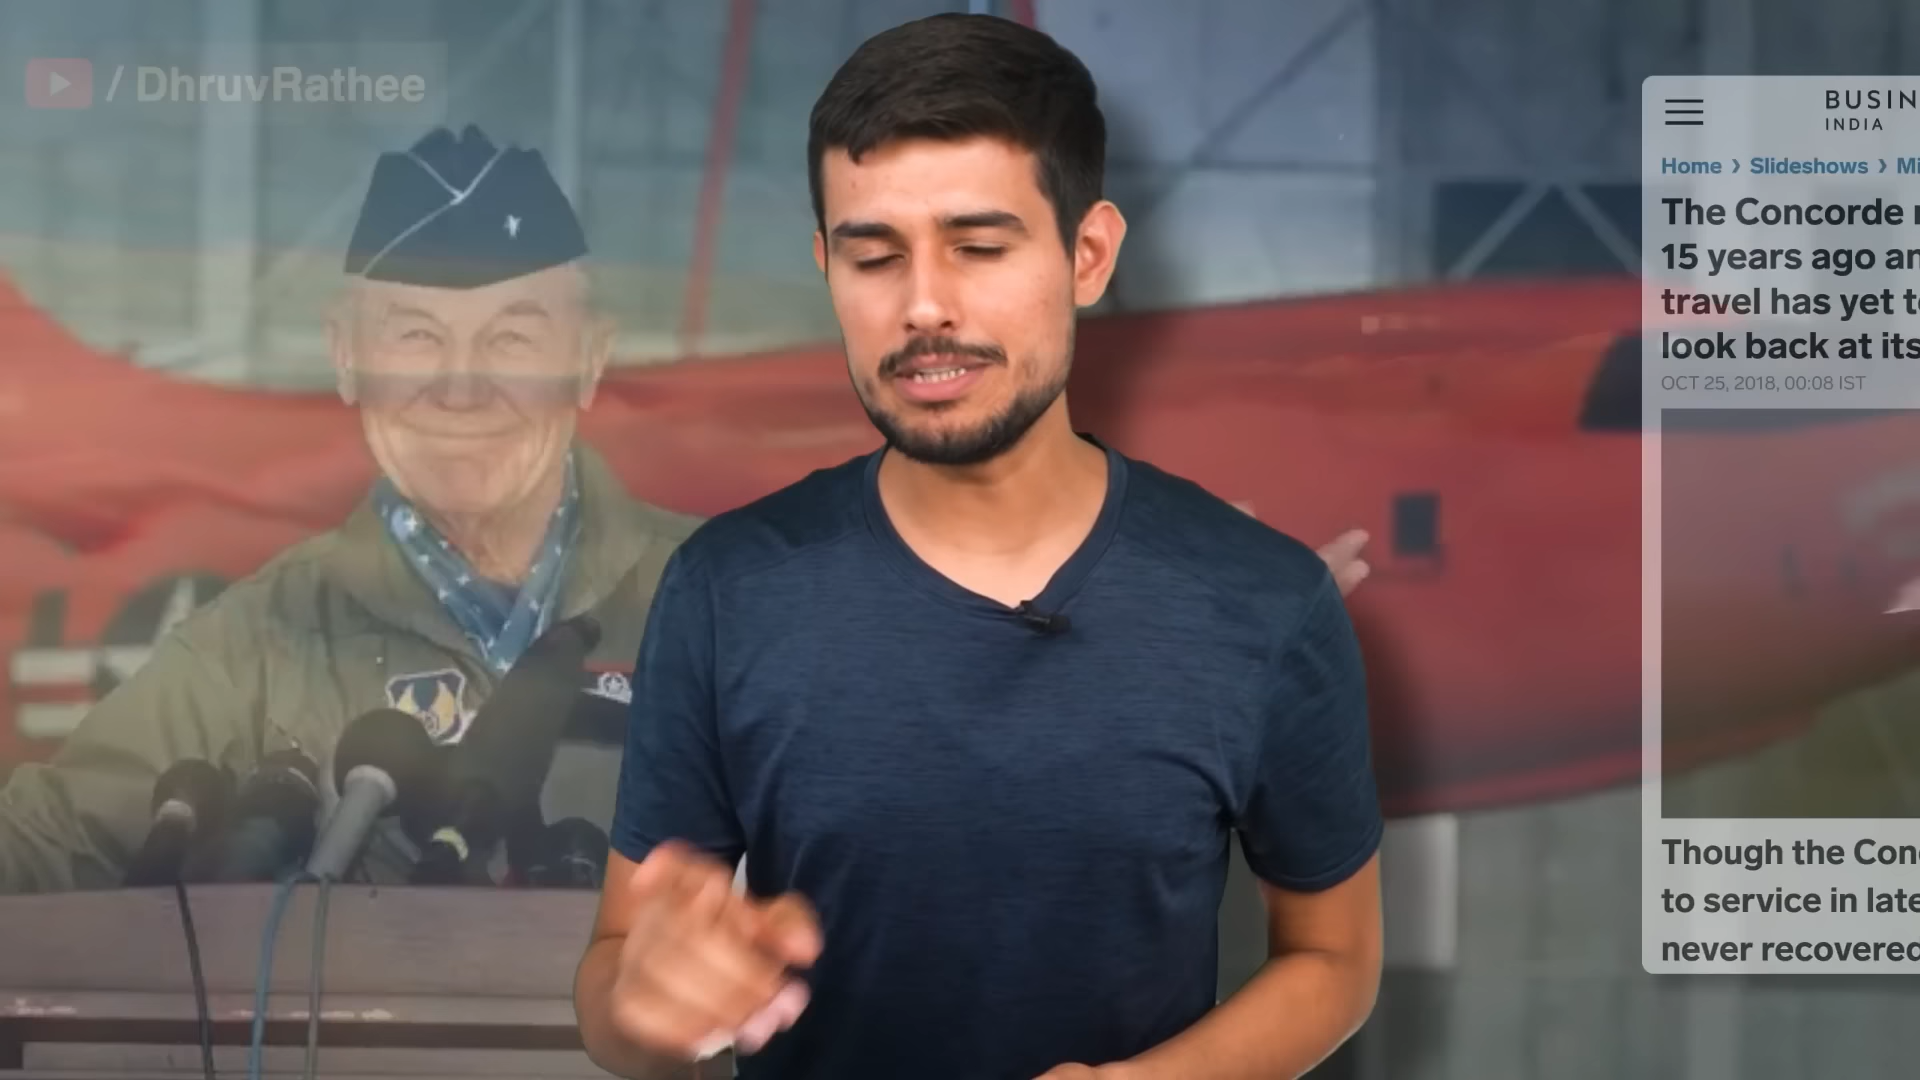 / DhruvRathee
BUSIN
INDIA
Home > Slideshows > Mi
The Concorde
15 years ago an
travel has yet t
look back at its
OCT 25, 2018, 00:08 IST
Though the Con
to service in late
never recovered